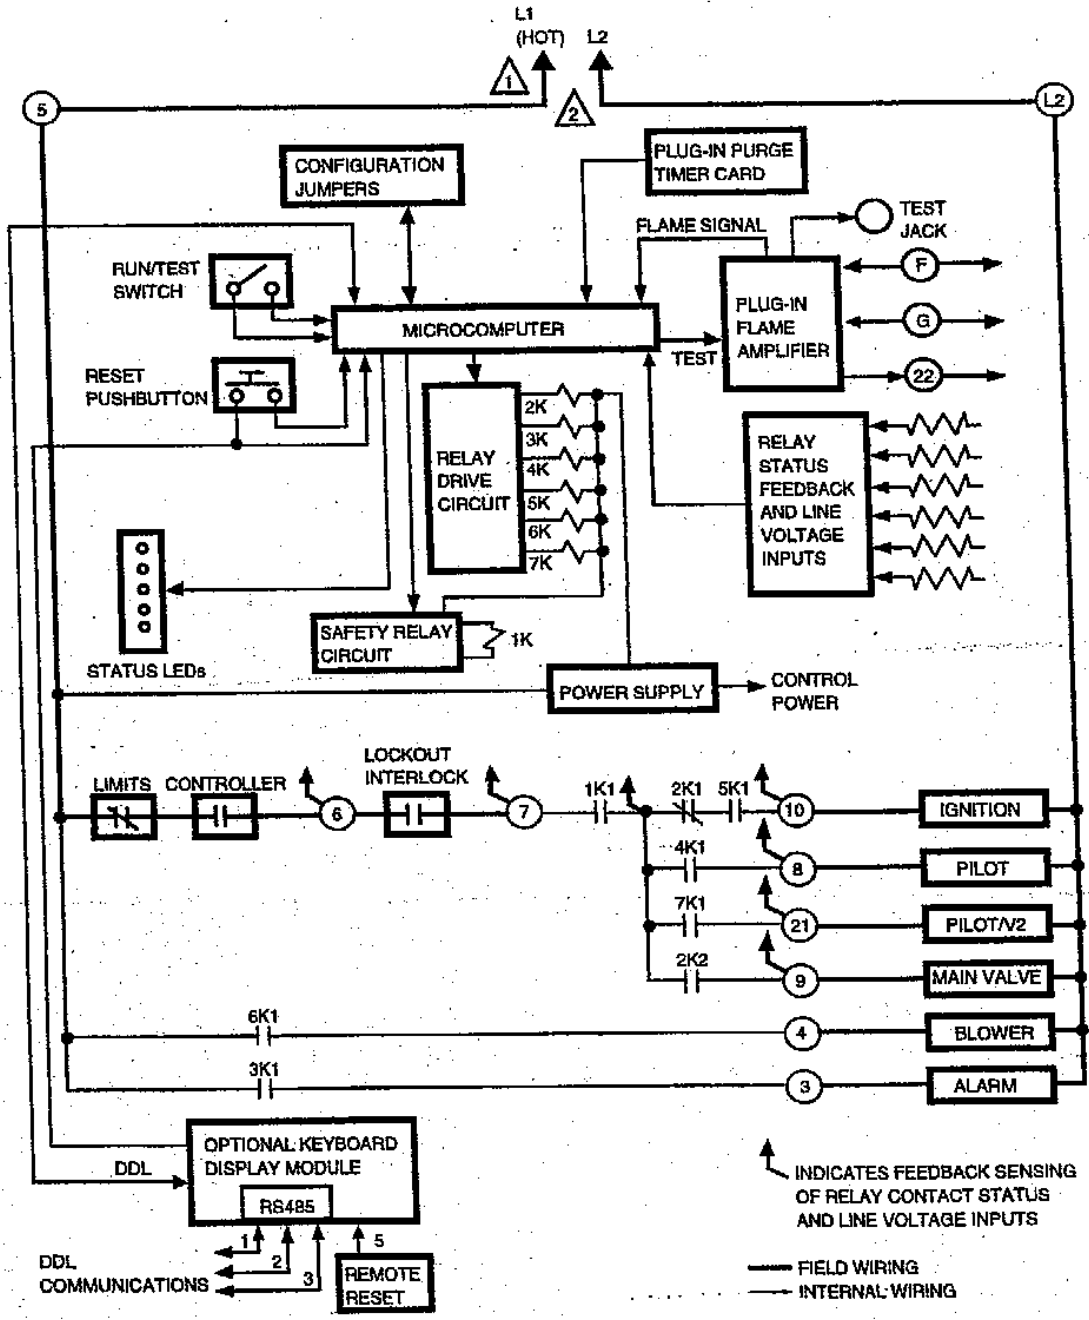 L1
(HOT)
L2
1
2
5
L2
CONFIGURATION
JUMPERS
PLUG-IN PURGE
TIMER CARD
FLAME SIGNAL
TEST
JACK
RUN/TEST
SWITCH
F
PLUG-IN
FLAME
AMPLIFIER
MICROCOMPUTER
G
TEST
22
RESET
PUSHBUTTON
RELAY
DRIVE
CIRCUIT
2K
3K
4K
5K
6K
7K
RELAY
STATUS
FEEDBACK
AND LINE
VOLTAGE
INPUTS
STATUS LEDs
SAFETY RELAY
CIRCUIT
1K
POWER SUPPLY
CONTROL
POWER
LIMITS
CONTROLLER
6
LOCKOUT
INTERLOCK
7
1K1
2K1
5K1
10
IGNITION
4K1
8
PILOT
7K1
21
PILOT/V2
2K2
9
MAIN VALVE
6K1
4
BLOWER
3K1
3
ALARM
OPTIONAL KEYBOARD
DISPLAY MODULE
DDL
RS485
1
2
3
5
DDL
COMMUNICATIONS
REMOTE
RESET
INDICATES FEEDBACK SENSING
OF RELAY CONTACT STATUS
AND LINE VOLTAGE INPUTS
FIELD WIRING
INTERNAL WIRING